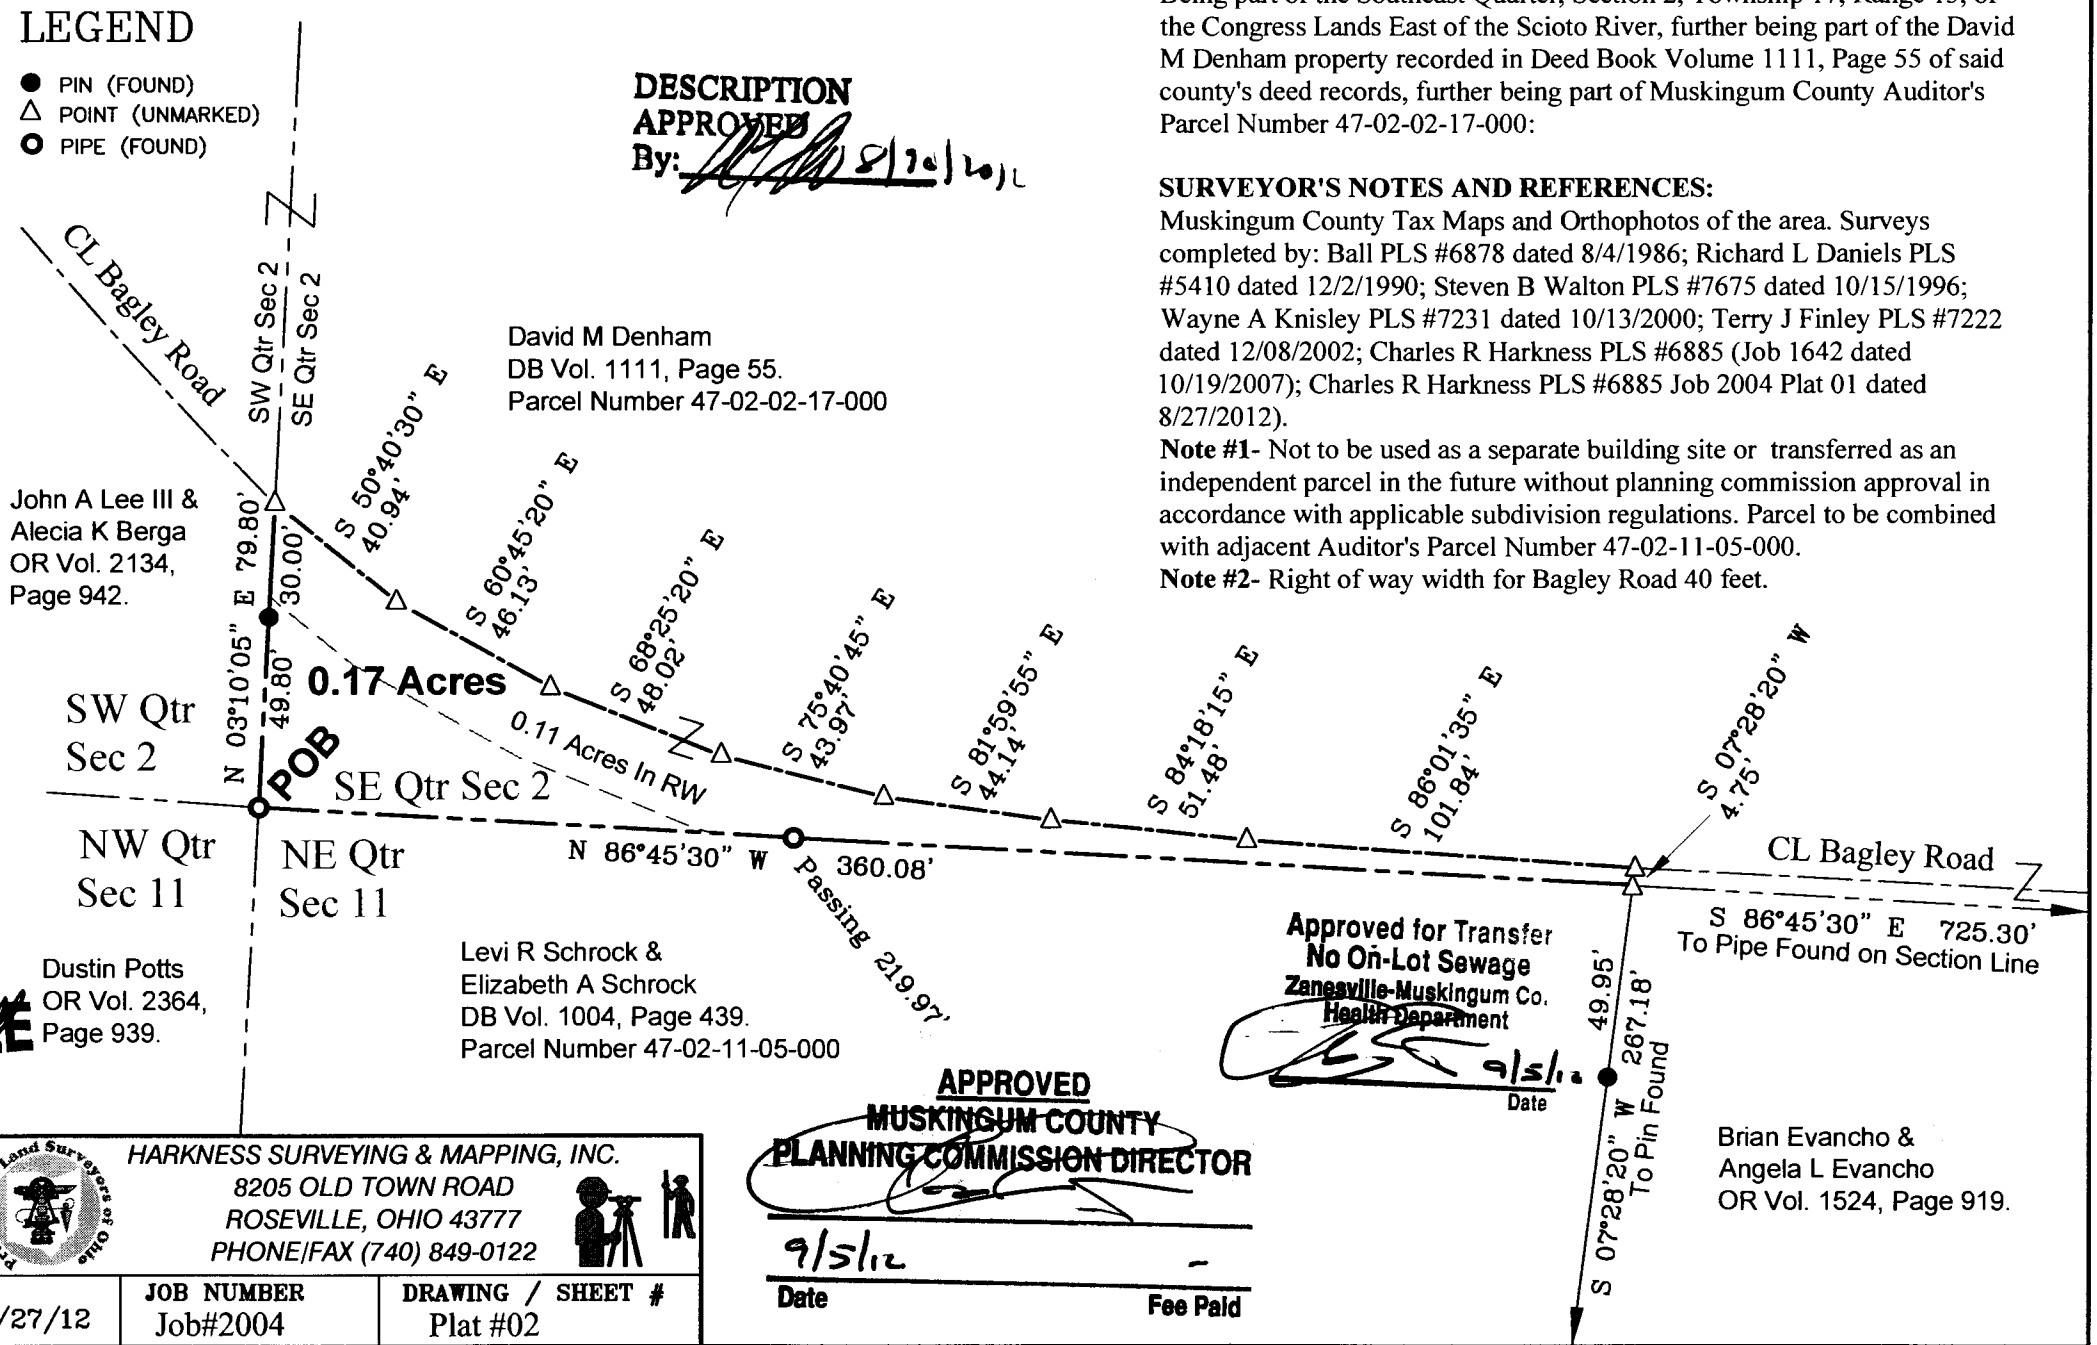 LEGEND
PIN (FOUND)
POINT (UNMARKED)
PIPE (FOUND)
DESCRIPTION
APPROVED
By:
the Congress Lands East of the Scioto River, further being part of the David
M Denham property recorded in Deed Book Volume 1111, Page 55 of said
county's deed records, further being part of Muskingum County Auditor's
Parcel Number 47-02-02-17-000:
SURVEYOR'S NOTES AND REFERENCES:
Muskingum County Tax Maps and Orthophotos of the area. Surveys
completed by: Ball PLS #6878 dated 8/4/1986; Richard L Daniels PLS
#5410 dated 12/2/1990; Steven B Walton PLS #7675 dated 10/15/1996;
Wayne A Knisley PLS #7231 dated 10/13/2000; Terry J Finley PLS #7222
dated 12/08/2002; Charles R Harkness PLS #6885 (Job 1642 dated
10/19/2007); Charles R Harkness PLS #6885 Job 2004 Plat 01 dated
8/27/2012).
Note #1- Not to be used as a separate building site or transferred as an
independent parcel in the future without planning commission approval in
accordance with applicable subdivision regulations. Parcel to be combined
with adjacent Auditor's Parcel Number 47-02-11-05-000.
Note #2- Right of way width for Bagley Road 40 feet.
CL Bagley Road
SW Qtr Sec 2
SE Qtr Sec 2
David M Denham
DB Vol. 1111, Page 55.
Parcel Number 47-02-02-17-000
John A Lee III &
Alecia K Berga
OR Vol. 2134,
Page 942.
N 03°10'05" E 79.80'
30.00'
49.80'
S 50°40'30" E
40.94'
S 60°45'20" E
46.13'
S 68°25'20" E
48.02'
S 75°40'45" E
43.97'
S 81°59'55" E
44.14'
S 84°18'15" E
51.48'
S 86°01'35" E
101.84'
S 07°28'20" W
4.75'
0.17 Acres
0.11 Acres In RW
POB
SW Qtr
Sec 2
SE Qtr Sec 2
NW Qtr
Sec 11
NE Qtr
Sec 11
N 86°45'30" W 360.08'
Passing 219.97'
CL Bagley Road
S 86°45'30" E 725.30'
To Pipe Found on Section Line
49.95'
S 07°28'20" W 267.18'
To Pin Found
Dustin Potts
OR Vol. 2364,
Page 939.
Levi R Schrock &
Elizabeth A Schrock
DB Vol. 1004, Page 439.
Parcel Number 47-02-11-05-000
Approved for Transfer
No On-Lot Sewage
Zanesville-Muskingum Co.
Health Department
9/5/12
Date
APPROVED
MUSKINGUM COUNTY
PLANNING COMMISSION DIRECTOR
9/5/12 -
Date Fee Paid
Brian Evancho &
Angela L Evancho
OR Vol. 1524, Page 919.
Land Surveyors of Ohio
HARKNESS SURVEYING & MAPPING, INC.
8205 OLD TOWN ROAD
ROSEVILLE, OHIO 43777
PHONE/FAX (740) 849-0122
/27/12
JOB NUMBER
Job#2004
DRAWING / SHEET #
Plat #02